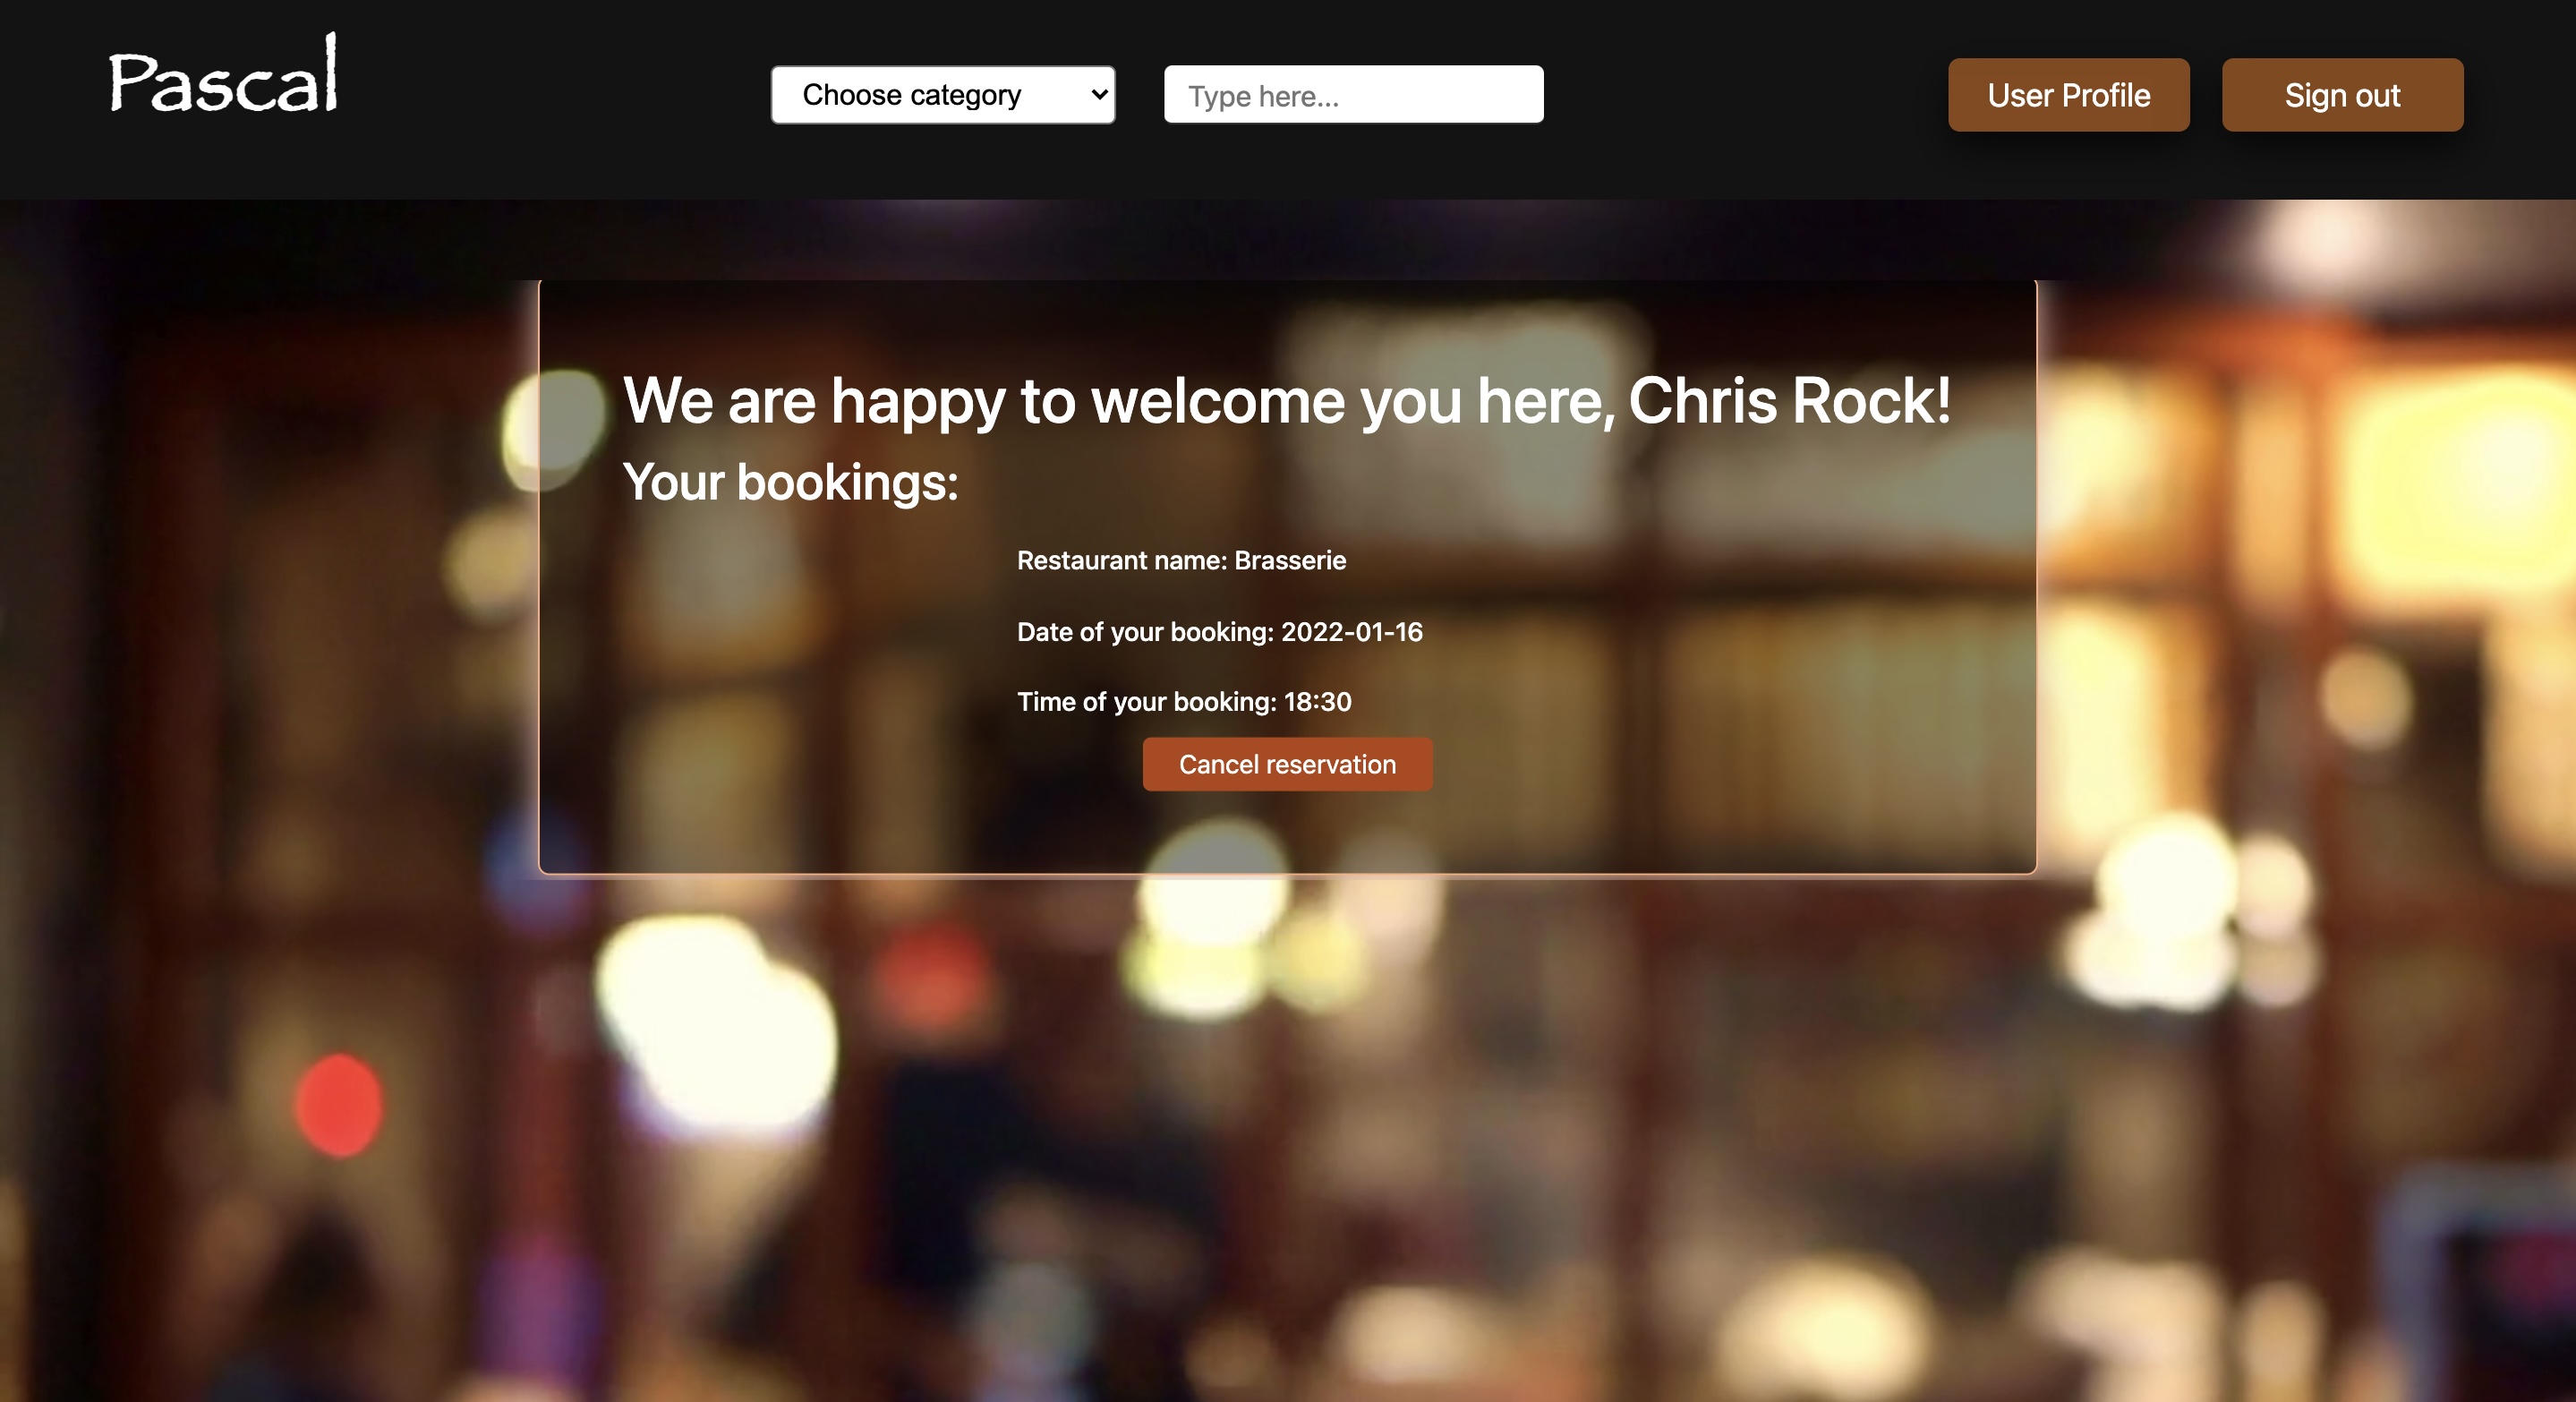 Pascal
Choose category
Type here...
User Profile
Sign out
We are happy to welcome you here, Chris Rock!
Your bookings:
Restaurant name: Brasserie
Date of your booking: 2022-01-16
Time of your booking: 18:30
Cancel reservation